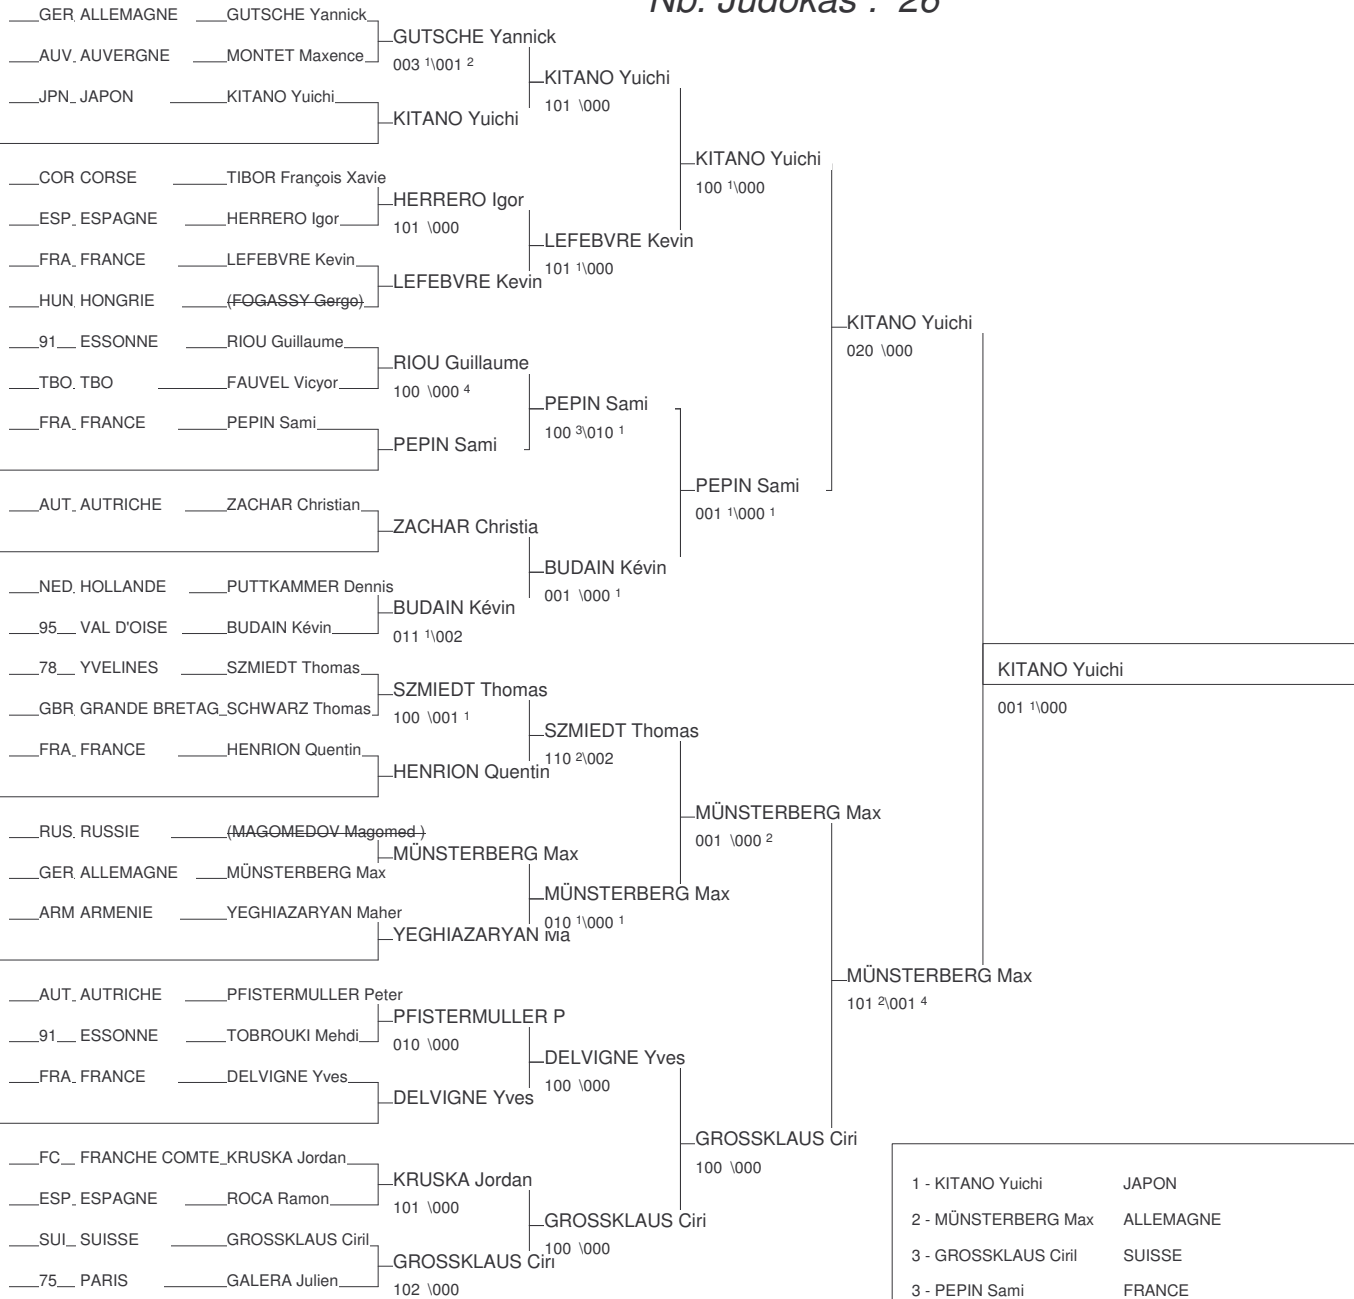 Nb. Judokas : 26
GER ALLEMAGNE GUTSCHE Yannick
GUTSCHE Yannick
AUV AUVERGNE MONTET Maxence
003 1\001 2
KITANO Yuichi
JPN JAPON KITANO Yuichi
101 \000
KITANO Yuichi
KITANO Yuichi
COR CORSE TIBOR François Xavie
100 1\000
HERRERO Igor
ESP ESPAGNE HERRERO Igor
101 \000
LEFEBVRE Kevin
FRA FRANCE LEFEBVRE Kevin
101 1\000
LEFEBVRE Kevin
HUN HONGRIE (FOGASSY Gergo)
KITANO Yuichi
91 ESSONNE RIOU Guillaume
020 \000
RIOU Guillaume
TBO TBO FAUVEL Vicyor
100 \000 4
PEPIN Sami
FRA FRANCE PEPIN Sami
100 3\010 1
PEPIN Sami
PEPIN Sami
AUT AUTRICHE ZACHAR Christian
001 1\000 1
ZACHAR Christia
BUDAIN Kévin
NED HOLLANDE PUTTKAMMER Dennis
001 \000 1
BUDAIN Kévin
95 VAL D'OISE BUDAIN Kévin
011 1\002
78 YVELINES SZMIEDT Thomas
KITANO Yuichi
SZMIEDT Thomas
GBR GRANDE BRETAG SCHWARZ Thomas
001 1\000
100 \001 1
SZMIEDT Thomas
FRA FRANCE HENRION Quentin
110 2\002
HENRION Quentin
MÜNSTERBERG Max
RUS RUSSIE (MAGOMEDOV Magomed )
001 \000 2
MÜNSTERBERG Max
GER ALLEMAGNE MÜNSTERBERG Max
MÜNSTERBERG Max
ARM ARMENIE YEGHIAZARYAN Maher
010 1\000 1
YEGHIAZARYAN Ma
MÜNSTERBERG Max
AUT AUTRICHE PFISTERMULLER Peter
101 2\001 4
PFISTERMULLER P
91 ESSONNE TOBROUKI Mehdi
010 \000
DELVIGNE Yves
FRA FRANCE DELVIGNE Yves
100 \000
DELVIGNE Yves
GROSSKLAUS Ciri
FC FRANCHE COMTE KRUSKA Jordan
100 \000
KRUSKA Jordan
1 - KITANO Yuichi JAPON
ESP ESPAGNE ROCA Ramon
101 \000
GROSSKLAUS Ciri
2 - MÜNSTERBERG Max ALLEMAGNE
SUI SUISSE GROSSKLAUS Ciril
100 \000
3 - GROSSKLAUS Ciril SUISSE
GROSSKLAUS Ciri
75 PARIS GALERA Julien
102 \000
3 - PEPIN Sami FRANCE